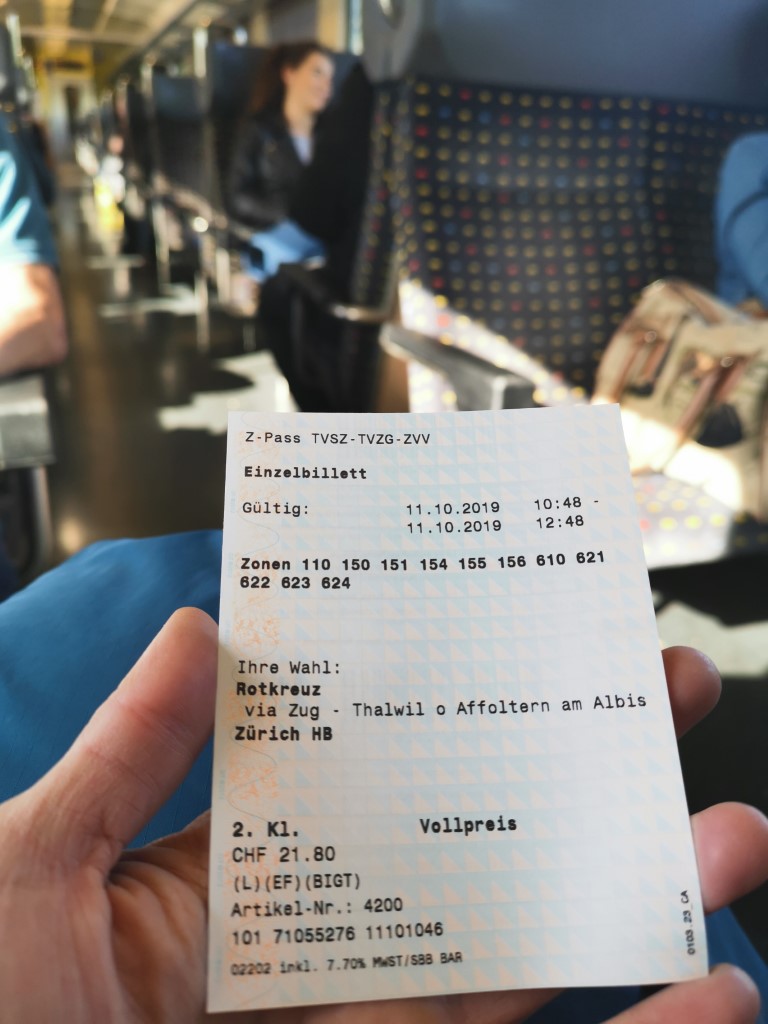 Z-Pass TVSZ-TVZG-ZVV
Einzelbillett
Gültig: 11.10.2019 10:48 -
11.10.2019 12:48
Zonen 110 150 151 154 155 156 610 621
622 623 624
Ihre Wahl:
Rotkreuz
via Zug - Thalwil o Affoltern am Albis
Zürich HB
2. Kl. Vollpreis
CHF 21.80
(L)(EF)(BIGT)
Artikel-Nr.: 4200
101 71055276 11101046
02202 inkl. 7.70% MWST/SBB BAR
0103.23_CA